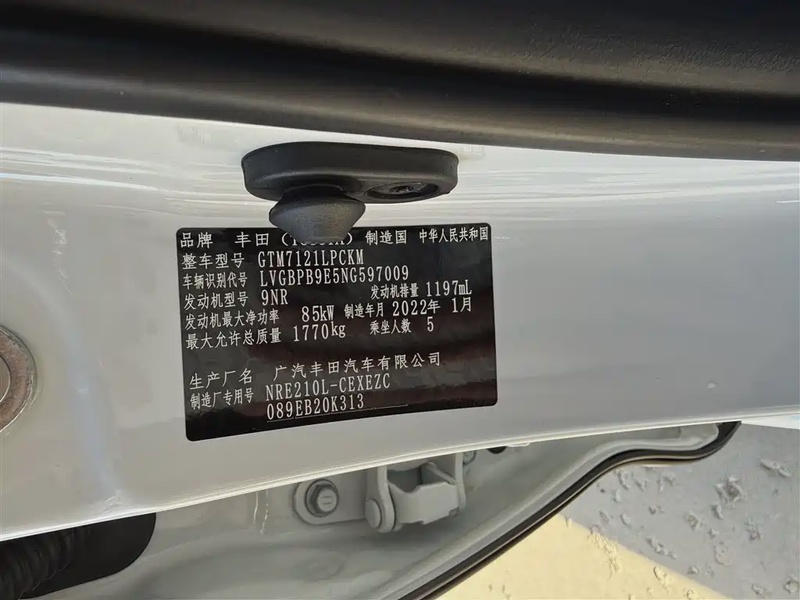 品牌 丰田 (TOYOTA) 制造国 中华人民共和国
整车型号 GTM7121LPCKM
车辆识别代号 LVGBPB9E5NG597009
发动机型号 9NR 发动机排量 1197mL
发动机最大净功率 85kW 制造年月 2022年 1月
最大允许总质量 1770kg 乘坐人数 5
生产厂名 广汽丰田汽车有限公司
制造厂专用号 NRE210L-CEXEZC
089EB20K313